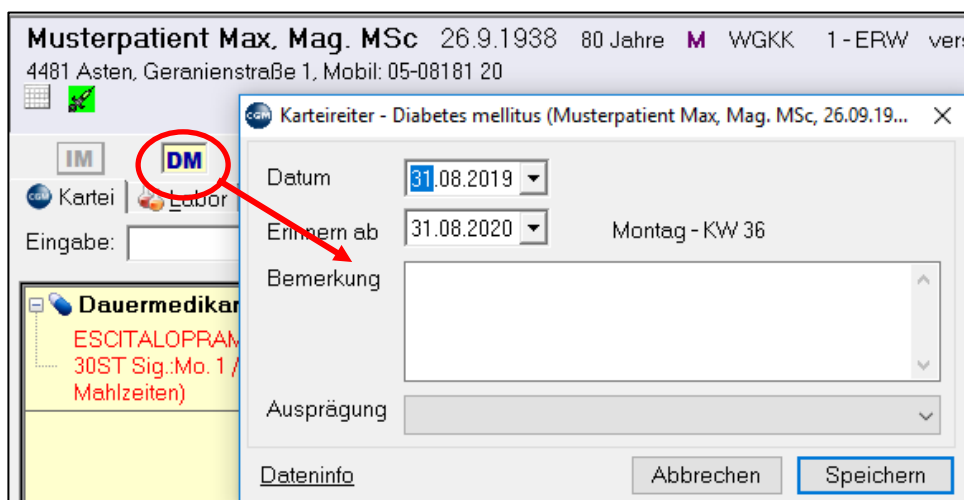 Musterpatient Max, Mag. MSc 26.9.1938 80 Jahre M WGKK 1 - ERW
4481 Asten, Geranienstraße 1, Mobil: 05-08181 20
CGM Karteireiter - Diabetes mellitus (Musterpatient Max, Mag. MSc, 26.09.19...
IM DM
Datum 31.08.2019
CGM Kartei Labor
Erinnern ab 31.08.2020 Montag - KW 36
Eingabe:
Bemerkung
ESCITALOPRAM
30ST Sig.:Mo. 1 /
Mahlzeiten)
Ausprägung
Dateninfo Abbrechen Speichern